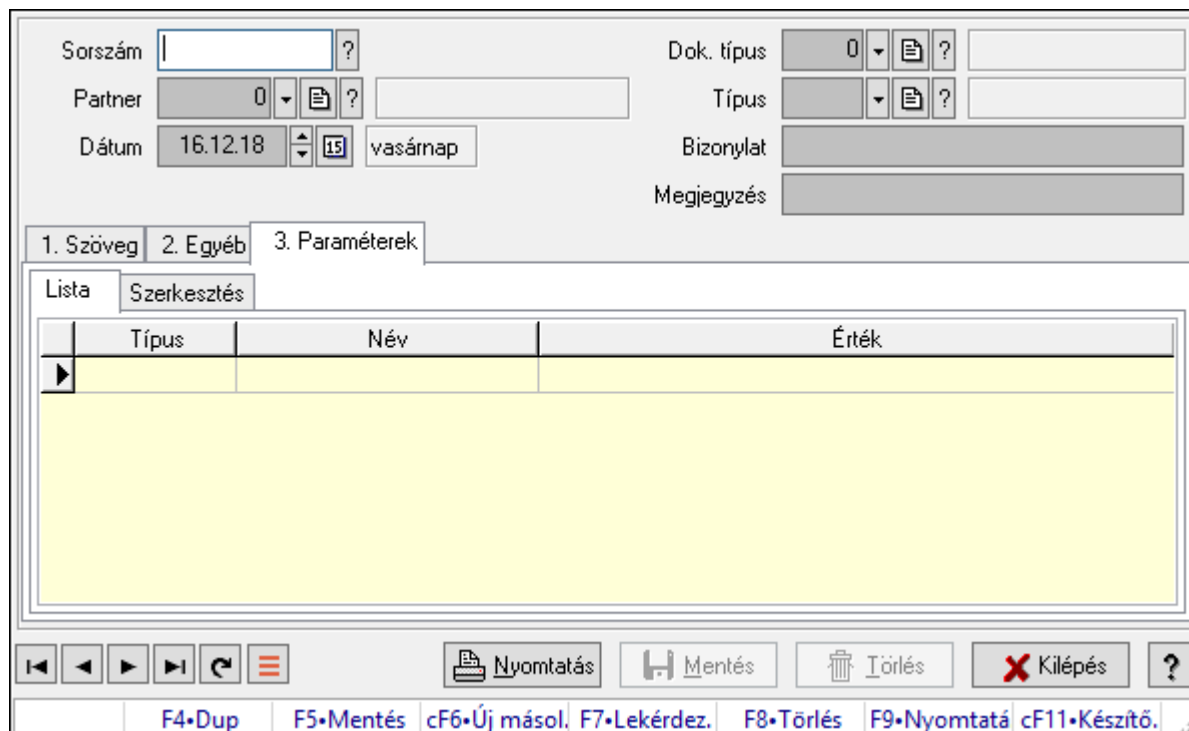 Sorszám ? Dok. típus 0 ?
Partner 0 ? Típus ?
Dátum 16.12.18 15 vasárnap Bizonylat
Megjegyzés
1. Szöveg 2. Egyéb 3. Paraméterek
Lista Szerkesztés
Típus Név Érték
Nyomtatás Mentés Törlés Kilépés ?
F4•Dup F5•Mentés cF6•Új másol. F7•Lekérdez. F8•Törlés F9•Nyomtatá cF11•Készítő.